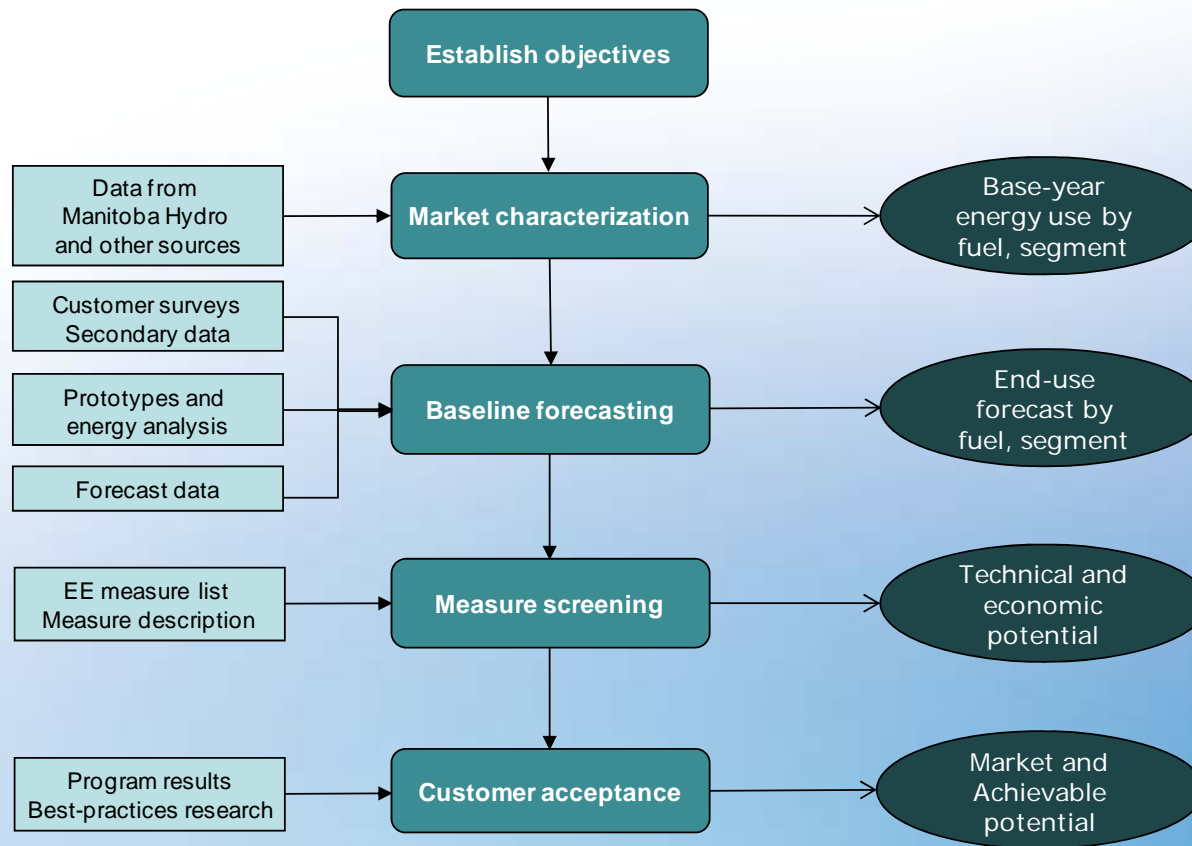 Establish objectives
Data from
Manitoba Hydro
and other sources
Market characterization
Base-year
energy use by
fuel, segment
Customer surveys
Secondary data
Prototypes and
energy analysis
Forecast data
Baseline forecasting
End-use
forecast by
fuel, segment
EE measure list
Measure description
Measure screening
Technical and
economic
potential
Program results
Best-practices research
Customer acceptance
Market and
Achievable
potential